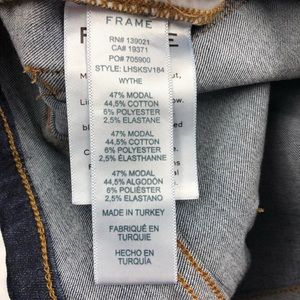 FRAME
RN# 139021
CA# 19371
PO# 705900
STYLE: LHSKSV184
WYTHE
47% MODAL
44,5% COTTON
6% POLYESTER
2,5% ELASTANE
47% MODAL
44,5% COTTON
6% POLYESTER
2,5% ÉLASTHANNE
47% MODAL
44,5% ALGODÓN
6% POLIÉSTER
2,5% ELASTANO
MADE IN TURKEY
FABRIQUÉ EN
TURQUIE
HECHO EN
TURQUÍA